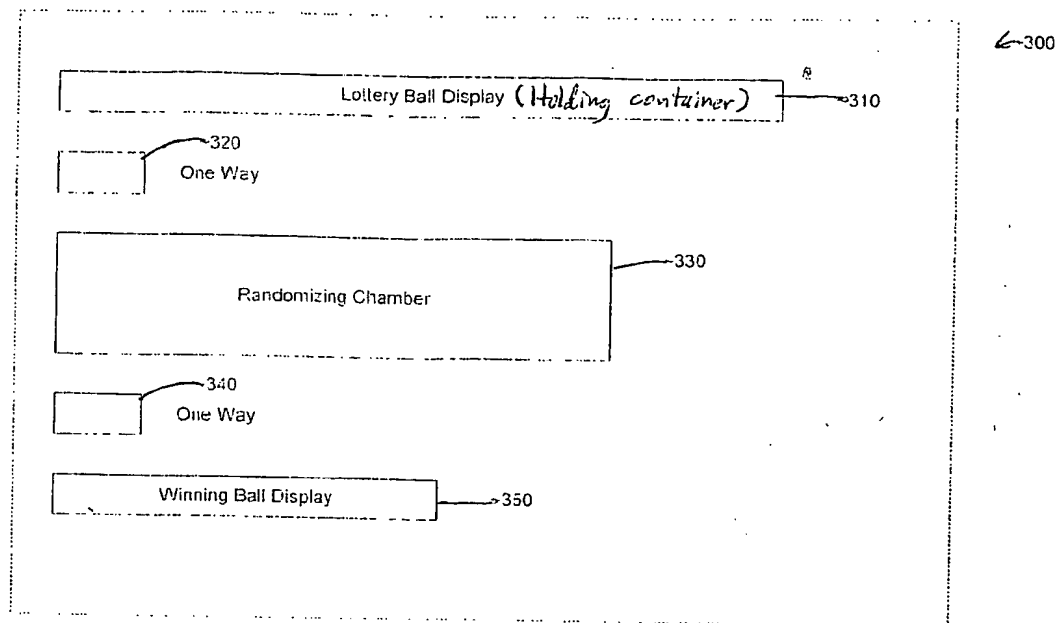 300
Lottery Ball Display (Holding container)
310
320
One Way
330
Randomizing Chamber
340
One Way
Winning Ball Display
350